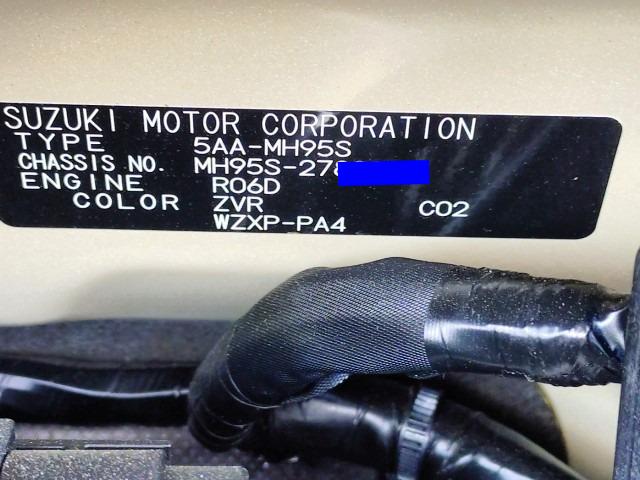 SUZUKI MOTOR CORPORATION
TYPE 5AA-MH95S
CHASSIS NO. MH95S-27
ENGINE R06D
COLOR ZVR C02
WZXP-PA4